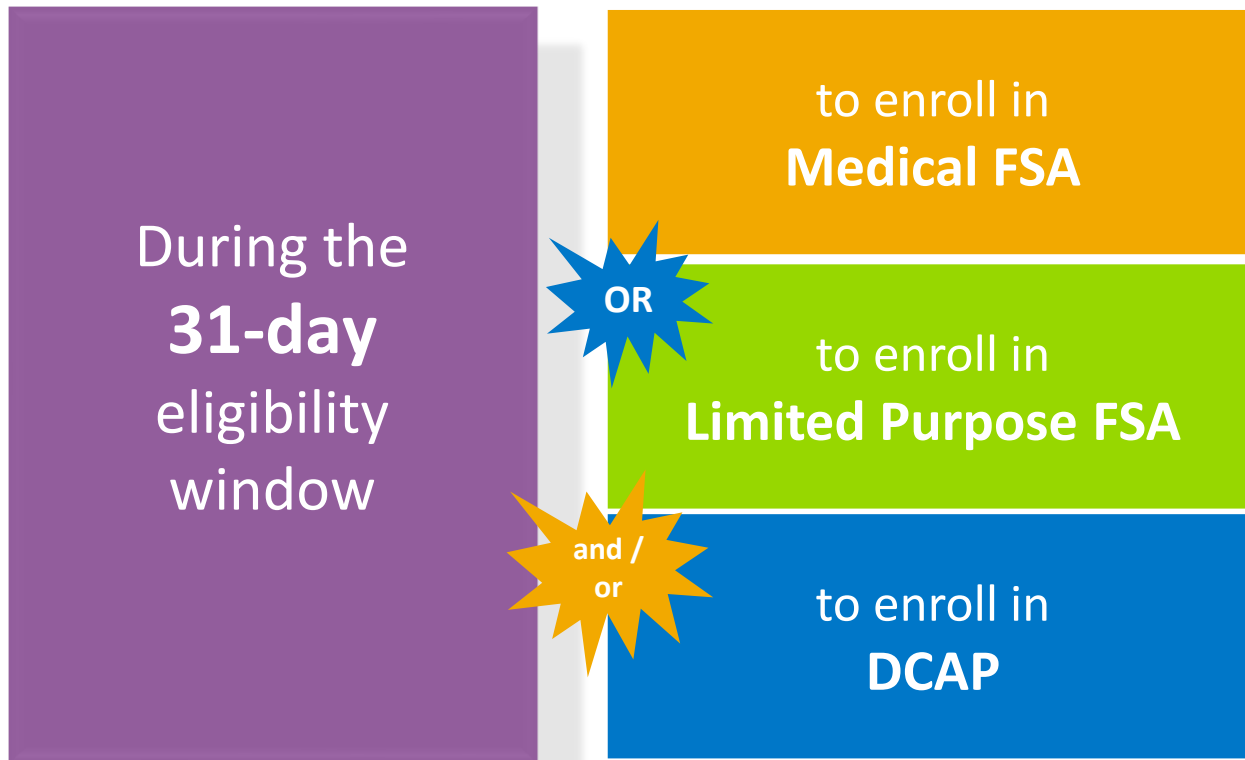 During the
31-day
eligibility
window
to enroll in
Medical FSA
OR
to enroll in
Limited Purpose FSA
and /
or
to enroll in
DCAP